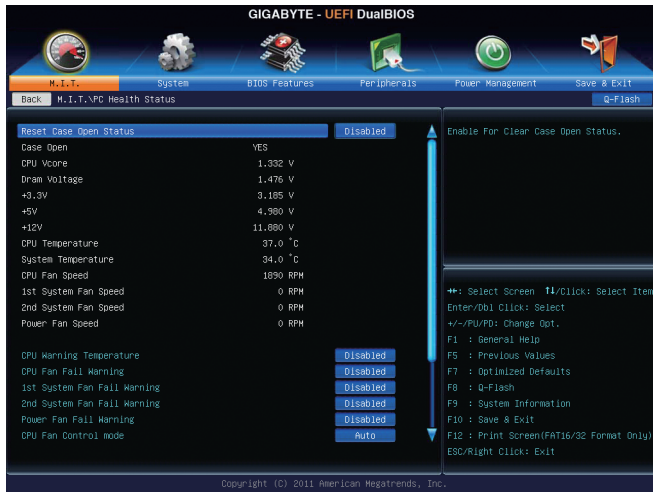 GIGABYTE - UEFI DualBIOS
M.I.T. System BIOS Features Peripherals Power Management Save & Exit
Back M.I.T.\PC Health Status Q-Flash
Reset Case Open Status Disabled
Case Open YES
CPU Vcore 1.332 V
Dram Voltage 1.476 V
+3.3V 3.185 V
+5V 4.980 V
+12V 11.880 V
CPU Temperature 37.0 °C
System Temperature 34.0 °C
CPU Fan Speed 1890 RPM
1st System Fan Speed 0 RPM
2nd System Fan Speed 0 RPM
Power Fan Speed 0 RPM
CPU Warning Temperature Disabled
CPU Fan Fail Warning Disabled
1st System Fan Fail Warning Disabled
2nd System Fan Fail Warning Disabled
Power Fan Fail Warning Disabled
CPU Fan Control mode Auto
Enable For Clear Case Open Status.
→←: Select Screen ↑↓/Click: Select Item
Enter/Dbl Click: Select
+/-/PU/PD: Change Opt.
F1 : General Help
F5 : Previous Values
F7 : Optimized Defaults
F8 : Q-Flash
F9 : System Information
F10 : Save & Exit
F12 : Print Screen(FAT16/32 Format Only)
ESC/Right Click: Exit
Copyright (C) 2011 American Megatrends, Inc.